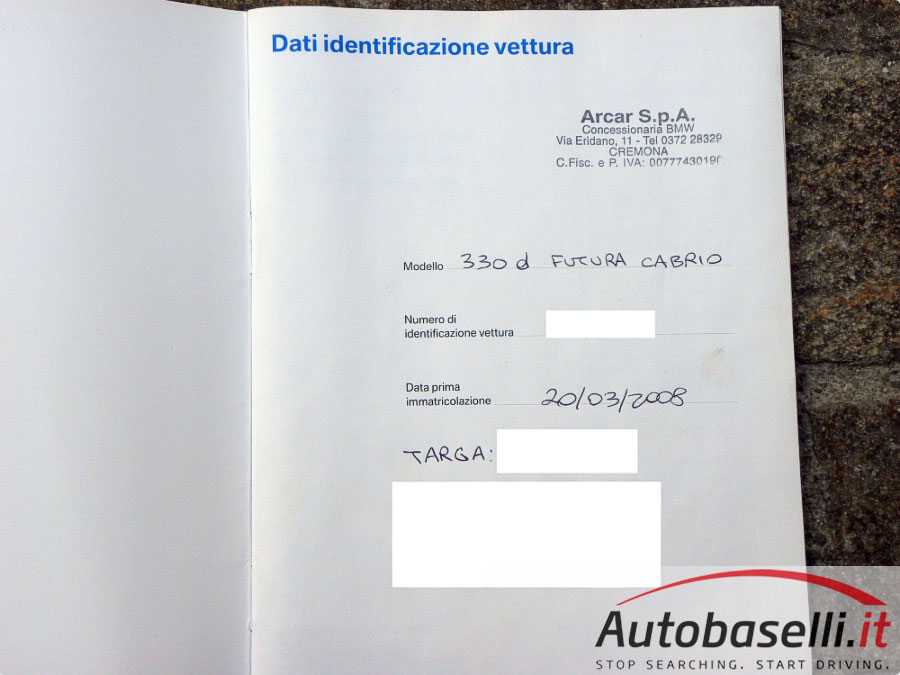 Dati identificazione vettura
Arcar S.p.A.
Concessionaria BMW
Via Eridano, 11 - Tel 0372 28329
CREMONA
C.Fisc. e P. IVA: 00777430190
Modello 330 d FUTURA CABRIO
Numero di
identificazione vettura
Data prima
immatricolazione 20/03/2008
TARGA:
Autobaselli.it
STOP SEARCHING. START DRIVING.